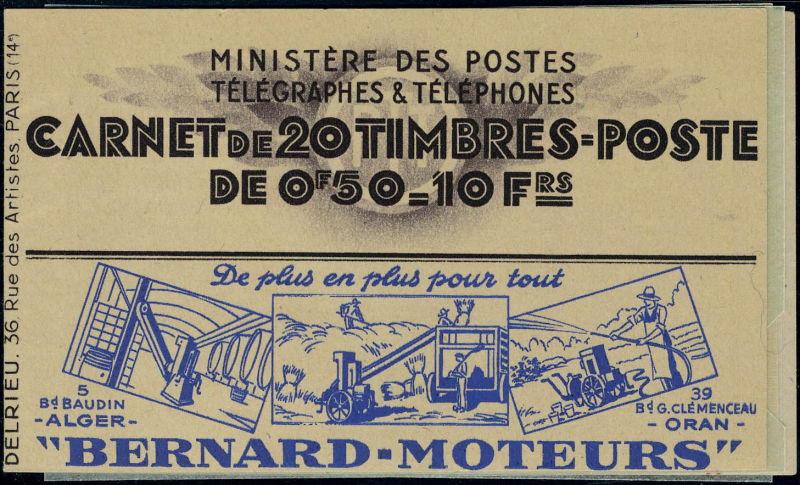 MINISTÈRE DES POSTES
TÉLÉGRAPHES & TÉLÉPHONES
CARNET DE 20 TIMBRES=POSTE
DE 0F50=10 FRS
DELRIEU. 36 Rue des Artistes. PARIS (14e)
De plus en plus pour tout
5
Bd BAUDIN
-ALGER-
39
Bd G. CLÉMENCEAU
- ORAN -
"BERNARD-MOTEURS"